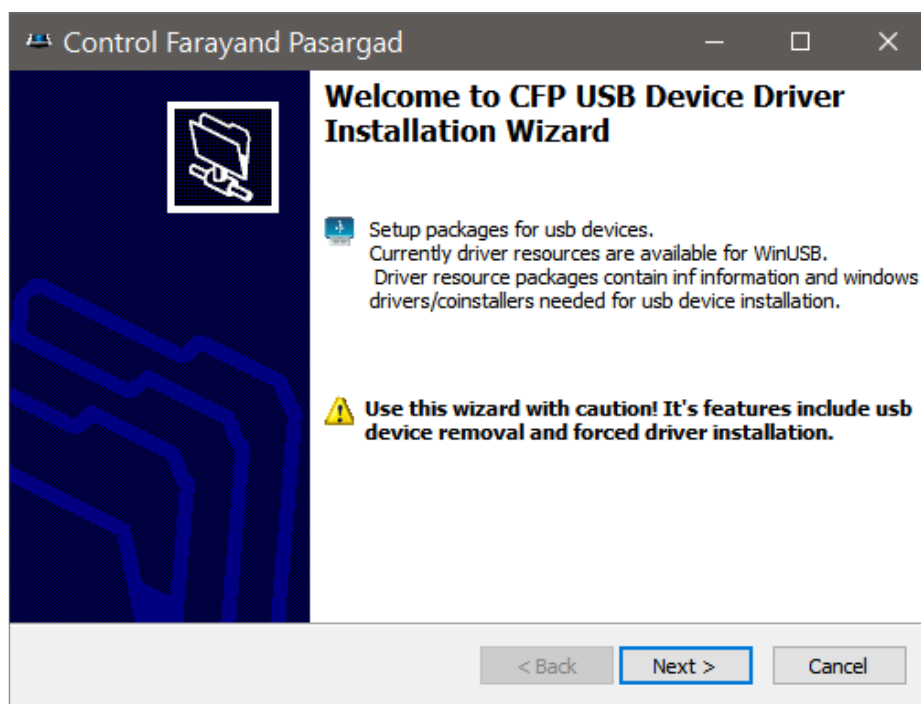 Control Farayand Pasargad
Welcome to CFP USB Device Driver
Installation Wizard
Setup packages for usb devices.
Currently driver resources are available for WinUSB.
Driver resource packages contain inf information and windows
drivers/coinstallers needed for usb device installation.
Use this wizard with caution! It's features include usb
device removal and forced driver installation.
< Back
Next >
Cancel